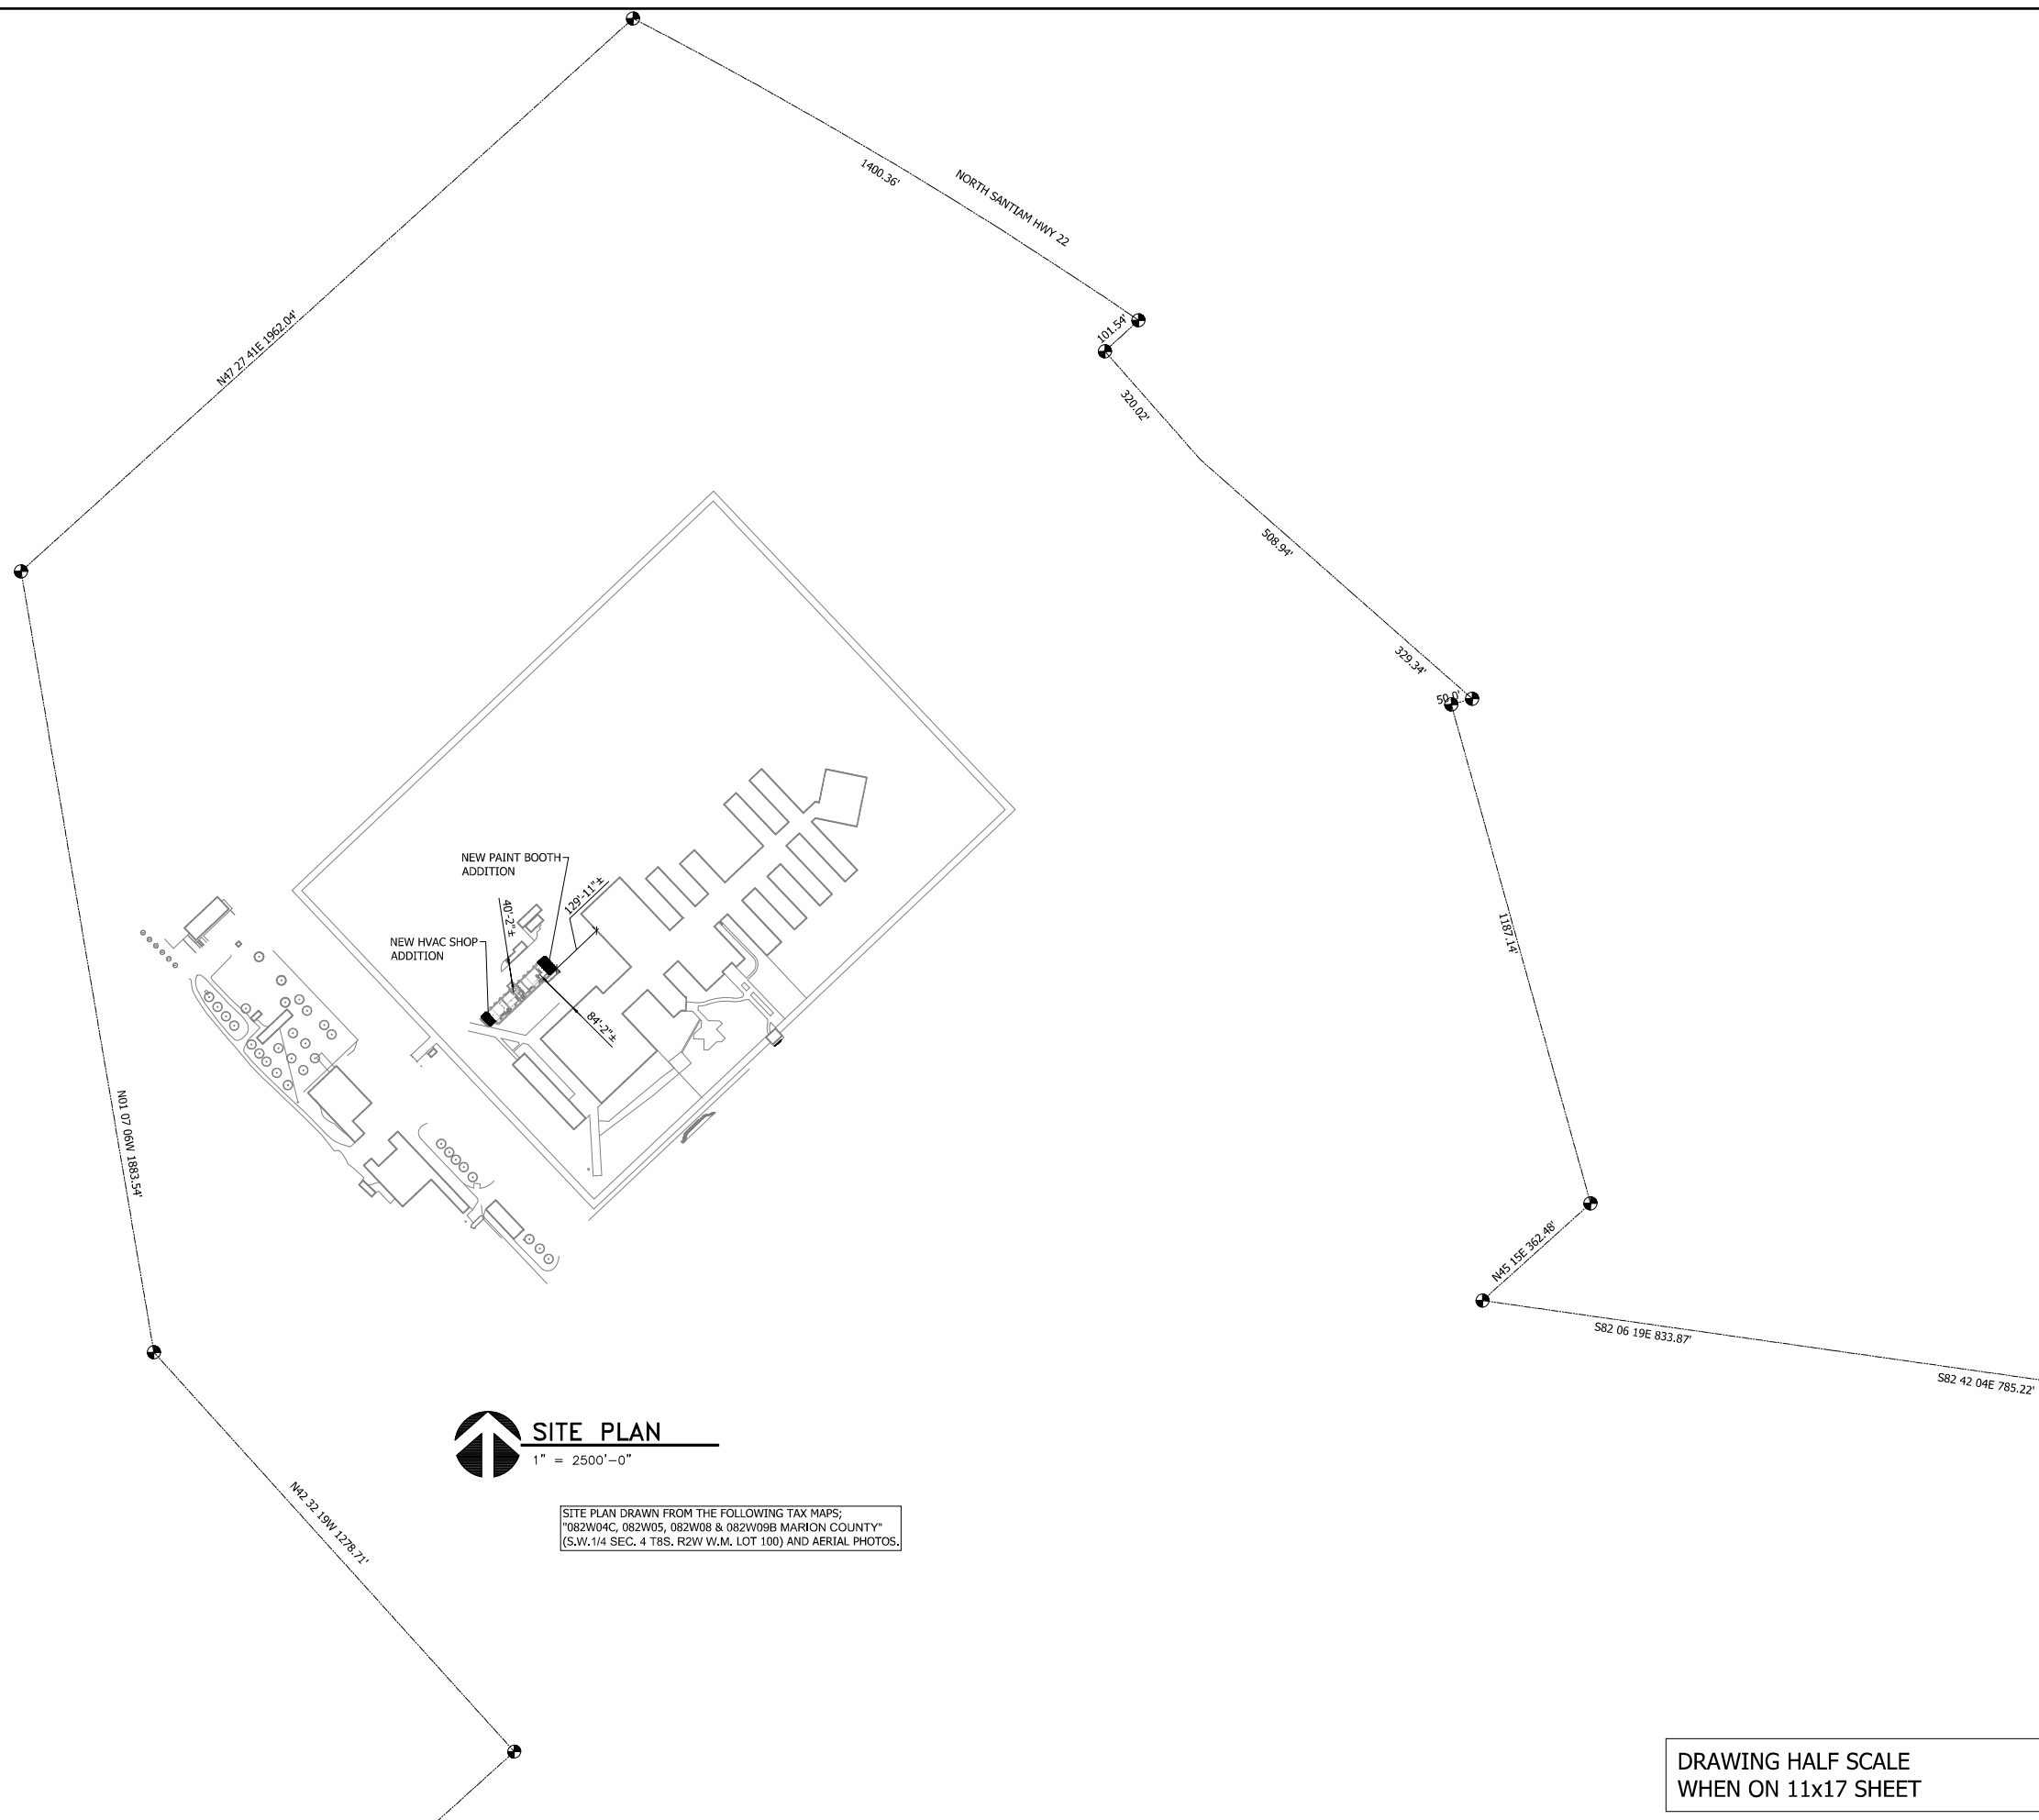 1400.36'
NORTH SANTIAM HWY 22
101.54'
N47 27 41E 1962.04'
320.02'
508.94'
329.34'
50.0'
NEW PAINT BOOTH
ADDITION
129'-11"±
40'-2"±
NEW HVAC SHOP
ADDITION
84'-2"±
1187.14'
N01 07 06W 1883.54'
N45 15E 362.48'
S82 06 19E 833.87'
S82 42 04E 785.22'
SITE PLAN
1" = 2500'-0"
N42 32 19W 1278.71'
SITE PLAN DRAWN FROM THE FOLLOWING TAX MAPS;
"082W04C, 082W05, 082W08 & 082W09B MARION COUNTY"
(S.W.1/4 SEC. 4 T8S. R2W W.M. LOT 100) AND AERIAL PHOTOS.
DRAWING HALF SCALE
WHEN ON 11x17 SHEET